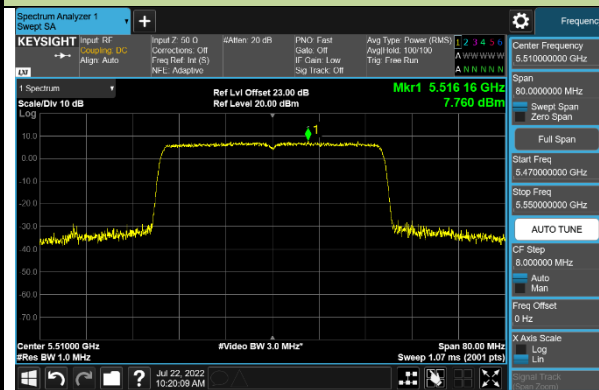 Spectrum Analyzer 1
Swept SA
+
Frequenc
KEYSIGHT
Input: RF
Coupling: DC
Align: Auto
Input Z: 50 Ω
Corrections: Off
Freq Ref: Int (S)
NFE: Adaptive
#Atten: 20 dB
PNO: Fast
Gate: Off
IF Gain: Low
Sig Track: Off
Avg Type: Power (RMS)
Avg|Hold: 100/100
Trig: Free Run
1 2 3 4 5 6
A W W W W W
A N N N N N
LXI
1 Spectrum
Scale/Div 10 dB
Log
Ref Lvl Offset 23.00 dB
Ref Level 20.00 dBm
Mkr1 5.516 16 GHz
7.760 dBm
1
10.0
0.00
-10.0
-20.0
-30.0
-40.0
-50.0
-60.0
-70.0
Center 5.51000 GHz
#Res BW 1.0 MHz
#Video BW 3.0 MHz*
Span 80.00 MHz
Sweep 1.07 ms (2001 pts)
Center Frequency
5.510000000 GHz
Span
80.0000000 MHz
Swept Span
Zero Span
Full Span
Start Freq
5.470000000 GHz
Stop Freq
5.550000000 GHz
AUTO TUNE
CF Step
8.000000 MHz
Auto
Man
Freq Offset
0 Hz
X Axis Scale
Log
Lin
Signal Track
(Span Zoom)
?
Jul 22, 2022
10:20:09 AM